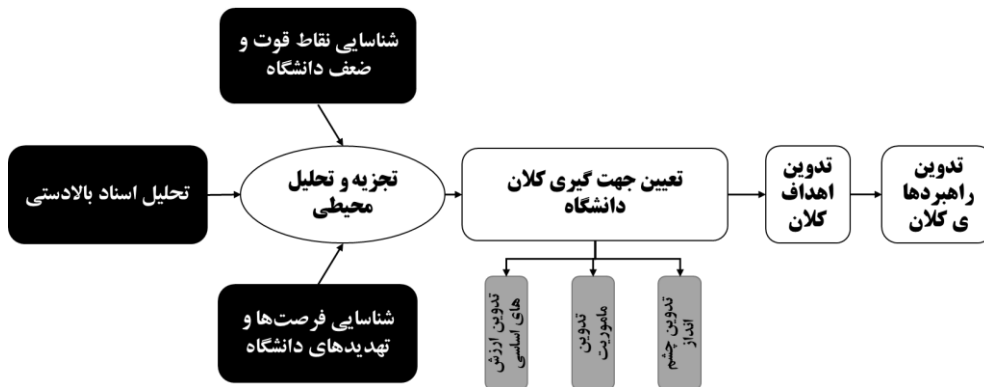 شناسایی نقاط قوت و
ضعف دانشگاه
تحلیل اسناد بالادستی
تجزیه و تحلیل
محیطی
تعیین جهت گیری کلان
دانشگاه
تدوین
اهداف
کلان
تدوین
راهبردها
ی کلان
شناسایی فرصت‌ها و
تهدیدهای دانشگاه
تدوین ارزش
های اساسی
تدوین
ماموریت
تدوین چشم
انداز